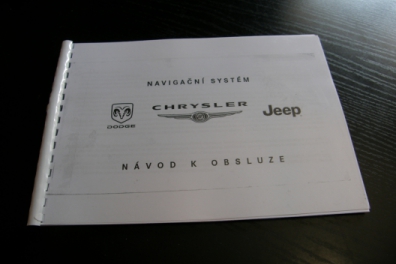 NAVIGAČNÍ SYSTÉM
DODGE
CHRYSLER
Jeep
NÁVOD K OBSLUZE